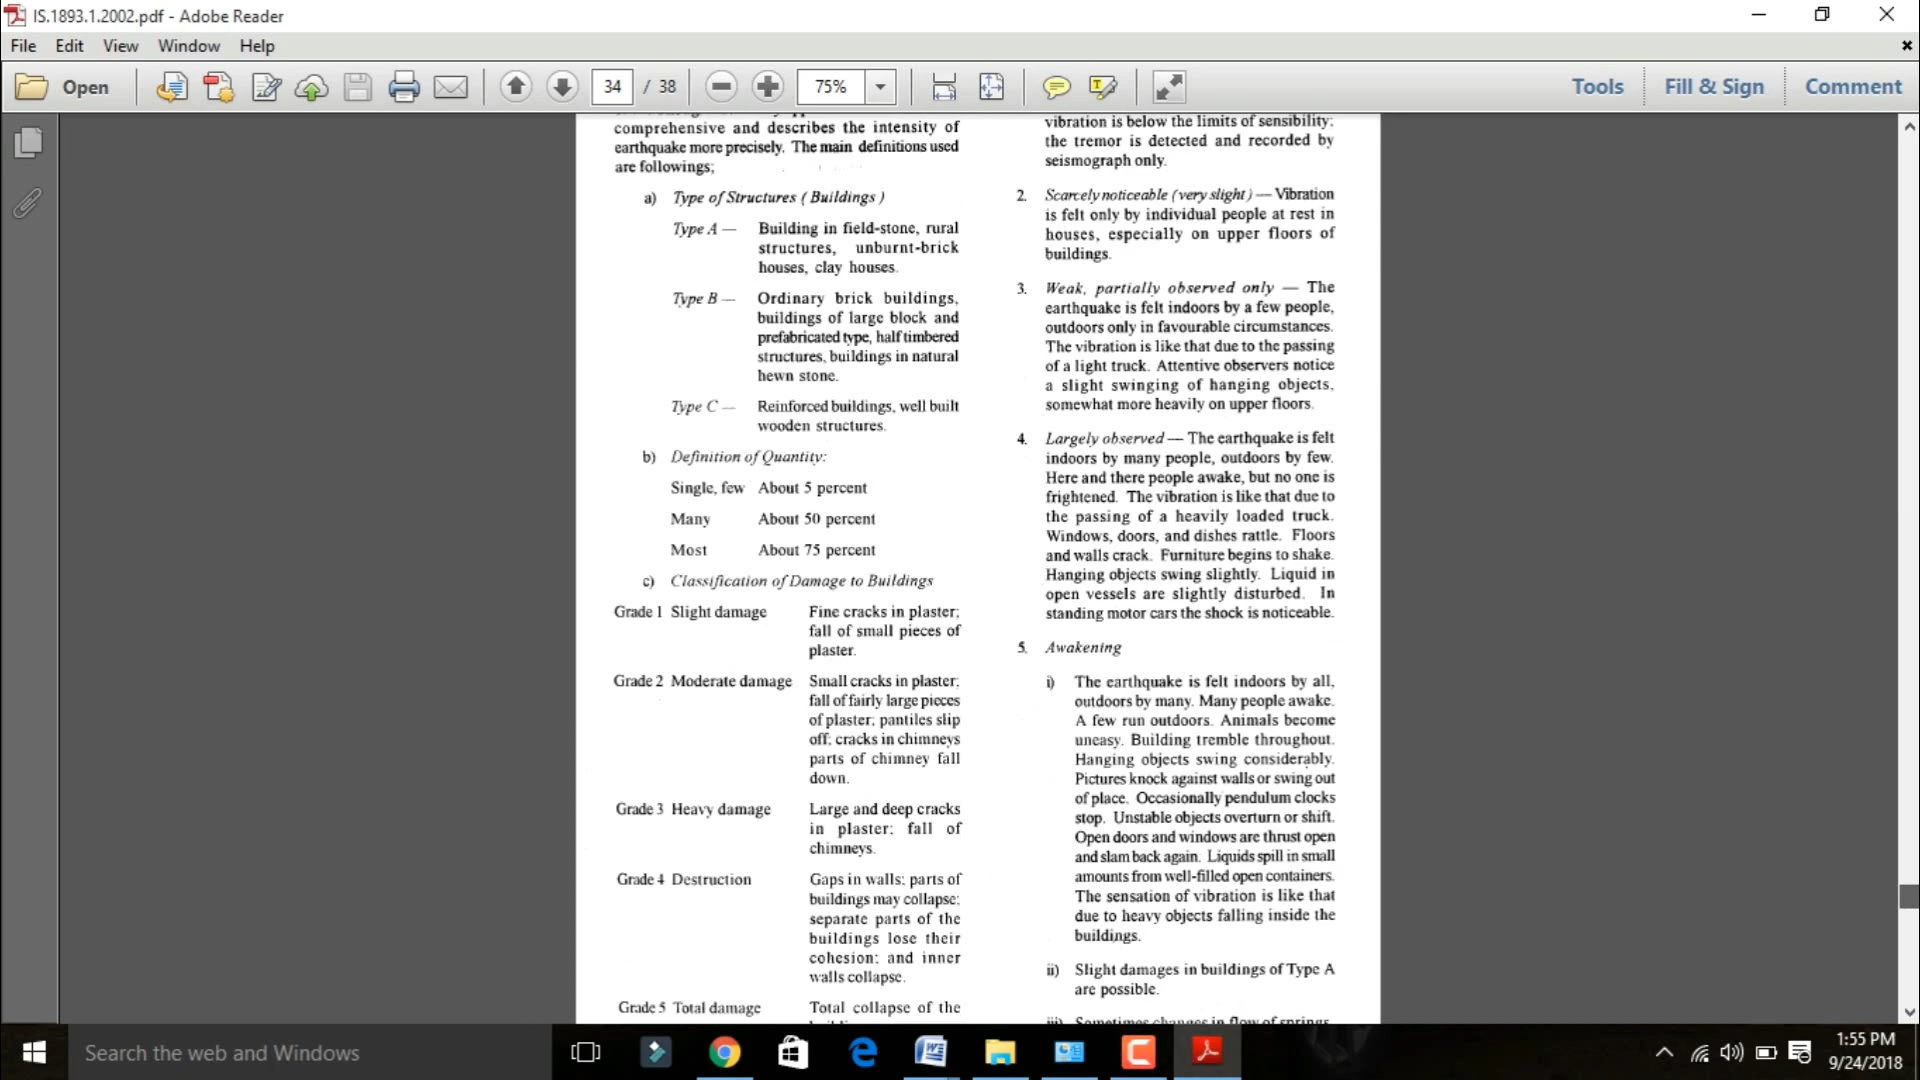 IS.1893.1.2002.pdf - Adobe Reader
File Edit View Window Help
Open 34 / 38 75% Tools Fill & Sign Comment
comprehensive and describes the intensity of
earthquake more precisely. The main definitions used
are followings;
a) Type of Structures ( Buildings )
Type A — Building in field-stone, rural
structures, unburnt-brick
houses, clay houses.
Type B — Ordinary brick buildings,
buildings of large block and
prefabricated type, half timbered
structures, buildings in natural
hewn stone.
Type C — Reinforced buildings, well built
wooden structures.
b) Definition of Quantity:
Single, few About 5 percent
Many About 50 percent
Most About 75 percent
c) Classification of Damage to Buildings
Grade 1 Slight damage Fine cracks in plaster;
fall of small pieces of
plaster.
Grade 2 Moderate damage Small cracks in plaster;
fall of fairly large pieces
of plaster; pantiles slip
off; cracks in chimneys
parts of chimney fall
down.
Grade 3 Heavy damage Large and deep cracks
in plaster; fall of
chimneys.
Grade 4 Destruction Gaps in walls; parts of
buildings may collapse;
separate parts of the
buildings lose their
cohesion; and inner
walls collapse.
Grade 5 Total damage Total collapse of the
vibration is below the limits of sensibility;
the tremor is detected and recorded by
seismograph only.
2. Scarcely noticeable (very slight) — Vibration
is felt only by individual people at rest in
houses, especially on upper floors of
buildings.
3. Weak, partially observed only — The
earthquake is felt indoors by a few people,
outdoors only in favourable circumstances.
The vibration is like that due to the passing
of a light truck. Attentive observers notice
a slight swinging of hanging objects,
somewhat more heavily on upper floors.
4. Largely observed — The earthquake is felt
indoors by many people, outdoors by few.
Here and there people awake, but no one is
frightened. The vibration is like that due to
the passing of a heavily loaded truck.
Windows, doors, and dishes rattle. Floors
and walls crack. Furniture begins to shake.
Hanging objects swing slightly. Liquid in
open vessels are slightly disturbed. In
standing motor cars the shock is noticeable.
5. Awakening
i) The earthquake is felt indoors by all,
outdoors by many. Many people awake.
A few run outdoors. Animals become
uneasy. Building tremble throughout.
Hanging objects swing considerably.
Pictures knock against walls or swing out
of place. Occasionally pendulum clocks
stop. Unstable objects overturn or shift.
Open doors and windows are thrust open
and slam back again. Liquids spill in small
amounts from well-filled open containers.
The sensation of vibration is like that
due to heavy objects falling inside the
buildings.
ii) Slight damages in buildings of Type A
are possible.
iii) Sometimes changes in flow of springs
Search the web and Windows
1:55 PM
9/24/2018